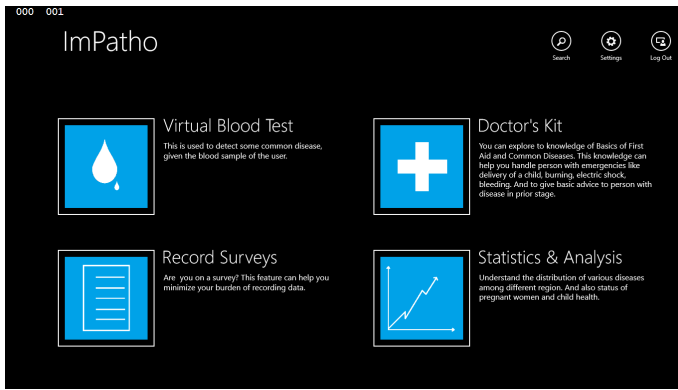 000 001
ImPatho
Search Settings Log Out
Virtual Blood Test
This is used to detect some common disease,
given the blood sample of the user.
Doctor's Kit
You can explore to knowledge of Basics of First
Aid and Common Diseases. This knowledge can
help you handle person with emergencies like
delivery of a child, burning, electric shock,
bleeding. And to give basic advice to person with
disease in prior stage.
Record Surveys
Are you on a survey? This feature can help you
minimize your burden of recording data.
Statistics & Analysis
Understand the distribution of various diseases
among different region. And also status of
pregnant women and child health.